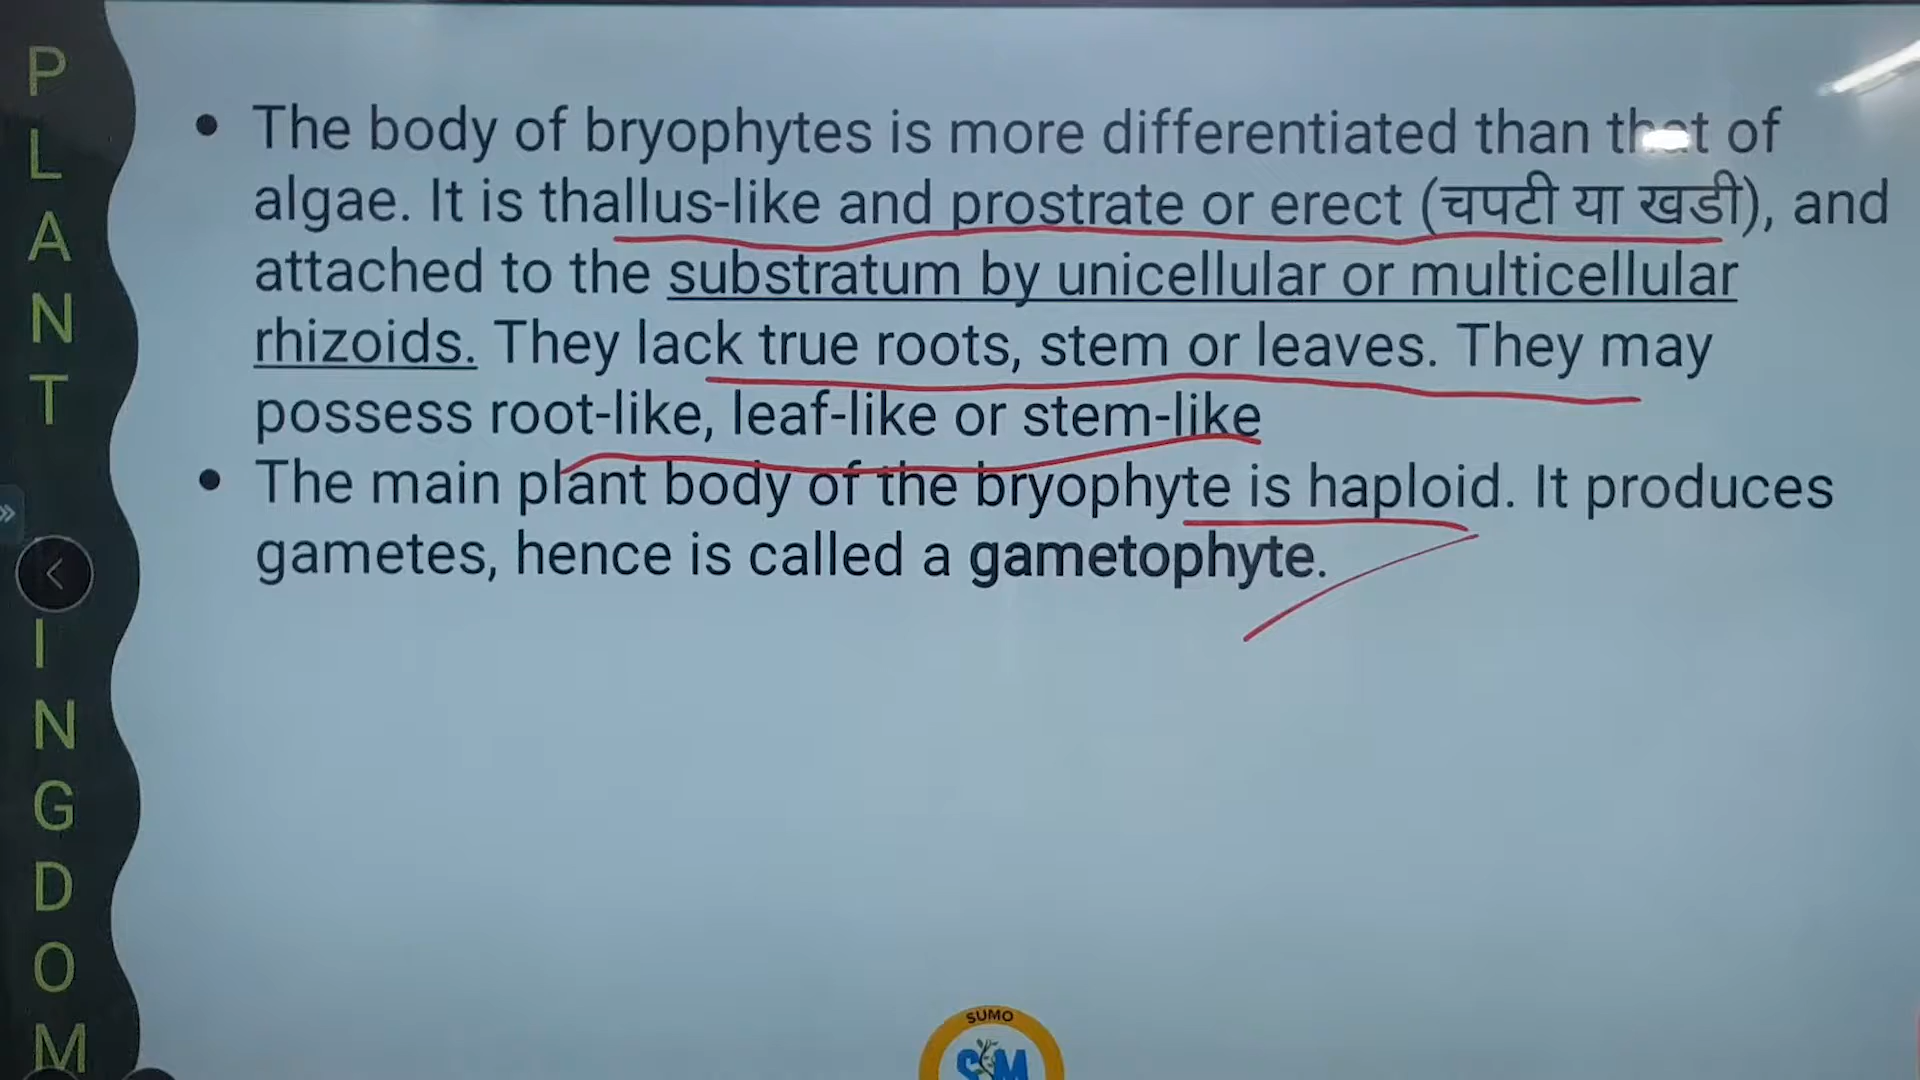 PLANT
INGDOM
• The body of bryophytes is more differentiated than that of
algae. It is thallus-like and prostrate or erect (चपटी या खडी), and
attached to the substratum by unicellular or multicellular
rhizoids. They lack true roots, stem or leaves. They may
possess root-like, leaf-like or stem-like
• The main plant body of the bryophyte is haploid. It produces
gametes, hence is called a gametophyte.
SUMO
SM